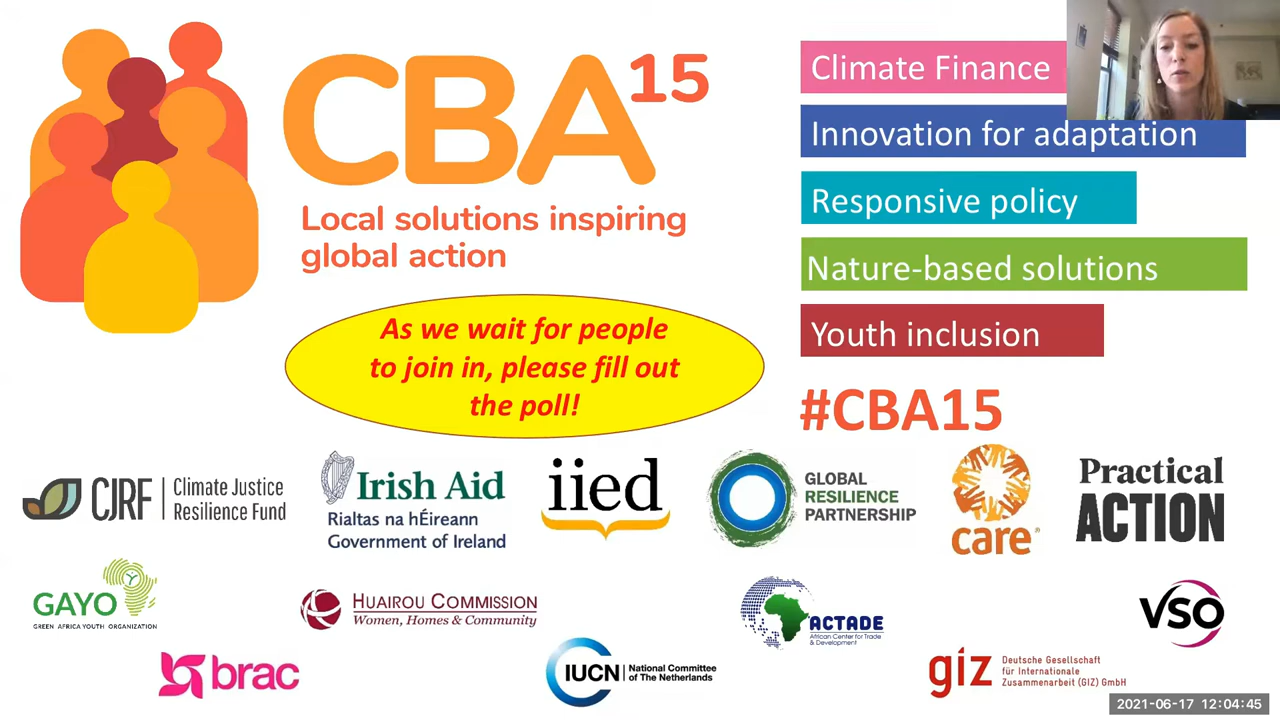 CBA15
Local solutions inspiring
global action
As we wait for people
to join in, please fill out
the poll!
Climate Finance
Innovation for adaptation
Responsive policy
Nature-based solutions
Youth inclusion
#CBA15
CJRF
Climate Justice
Resilience Fund
Irish Aid
Rialtas na hÉireann
Government of Ireland
iied
GLOBAL
RESILIENCE
PARTNERSHIP
care®
Practical
ACTION
GAYO
GREEN AFRICA YOUTH ORGANIZATION
HUAIROU COMMISSION
Women, Homes & Community
ACTADE
African Center for Trade
& Development
VSO
brac
IUCN
National Committee
of The Netherlands
giz
Deutsche Gesellschaft
für Internationale
Zusammenarbeit (GIZ) GmbH
2021-06-17 12:04:45